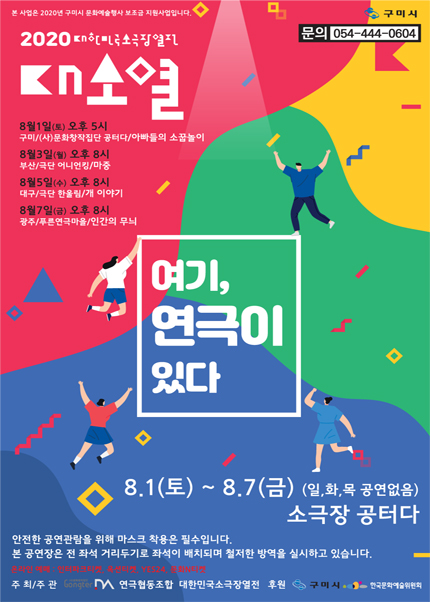 본 사업은 2020년 구미시 문화예술행사 보조금 지원사업입니다.
구미시
문의 054-444-0604
2020 대한민국소극장열전
대소열
8월1일(토) 오후 5시
구미/(사)문화창작집단 공터다/아빠들의 소꿉놀이
8월3일(월) 오후 8시
부산/극단 어니언킹/마중
8월5일(수) 오후 8시
대구/극단 한울림/개 이야기
8월7일(금) 오후 8시
광주/푸른연극마을/인간의 무늬
여기,
연극이
있다
8.1(토) ~ 8.7(금) (일,화,목 공연없음)
소극장 공터다
안전한 공연관람을 위해 마스크 착용은 필수입니다.
본 공연장은 전 좌석 거리두기로 좌석이 배치되며 철저한 방역을 실시하고 있습니다.
주최/주관 연극협동조합 대한민국소극장열전 후원 구미시 한국문화예술위원회